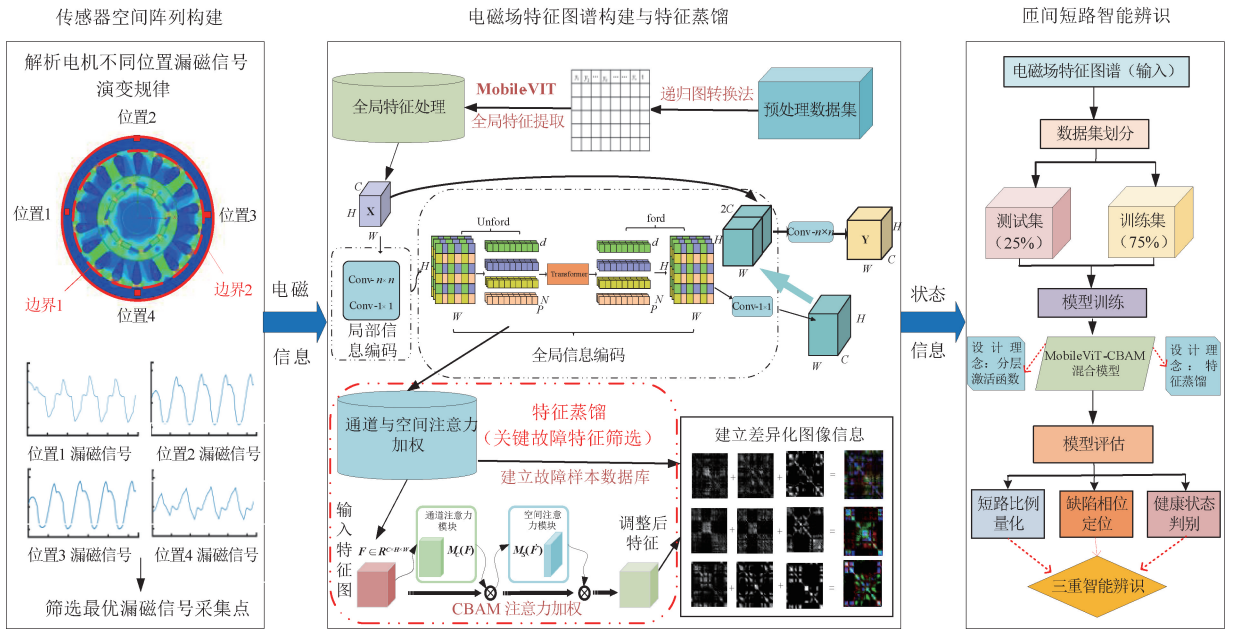 传感器空间阵列构建
电磁场特征图谱构建与特征蒸馏
匝间短路智能辨识
解析电机不同位置漏磁信号
演变规律
位置2
位置1
位置3
边界1
边界2
位置4
位置1 漏磁信号
位置2 漏磁信号
位置3 漏磁信号
位置4 漏磁信号
筛选最优漏磁信号采集点
电磁
信息
全局特征处理
MobileVIT
全局特征提取
递归图转换法
预处理数据集
C
H
X
W
Conv-n×n
Conv-1×1
局部信
息编码
Unford
ford
H
W
d
N
P
Transformer
d
N
P
H
W
全局信息编码
2C
W
Conv-n×n
Y
H
C
W
Conv-1×1
H
C
W
通道与空间注意力
加权
特征蒸馏
（关键故障特征筛选）
建立故障样本数据库
输入特征图
F∈R^{C×H×W}
通道注意力
模块
空间注意
力模块
CBAM 注意力加权
调整后
特征
建立差异化图像信息
+ + =
+ + =
+ + =
状态
信息
电磁场特征图谱（输入）
数据集划分
测试集
（25%）
训练集
（75%）
模型训练
设计理
念：分层
激活函数
MobileViT-CBAM
混合模型
设计理
念：特
征蒸馏
模型评估
短路比例
量化
缺陷相位
定位
健康状态
判别
三重智能辨识